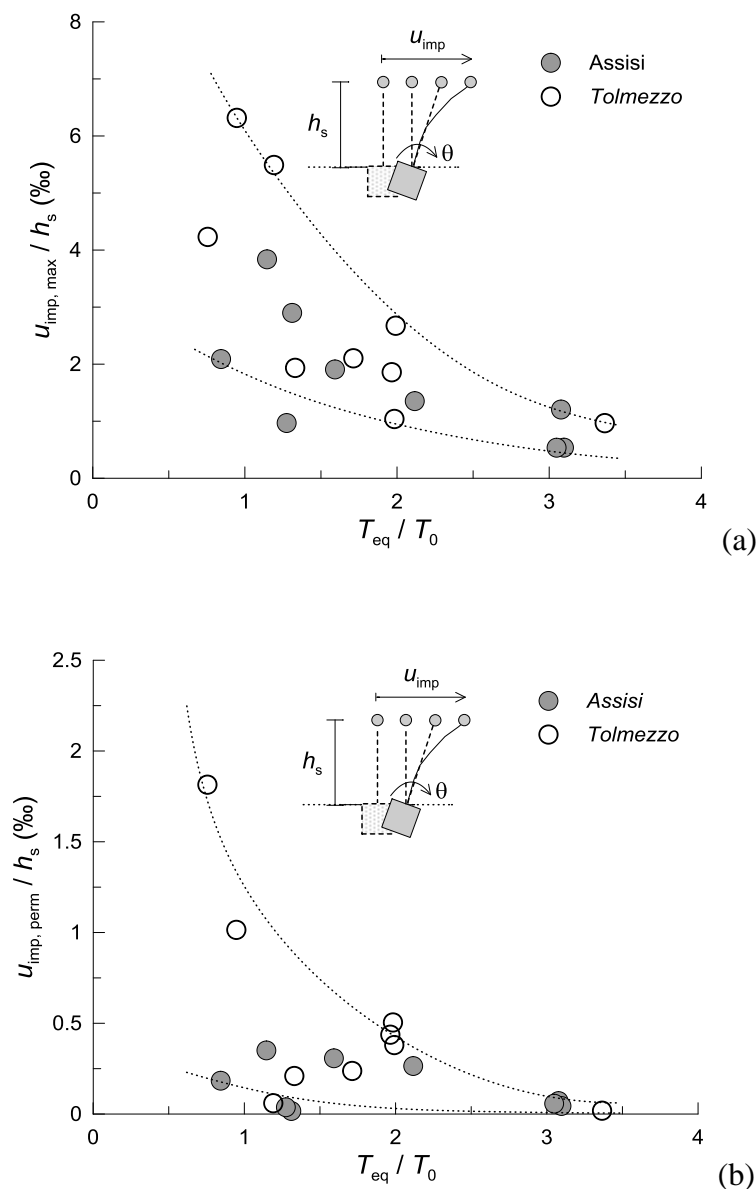 8
6
4
2
0
u_imp, max / h_s (‰)
u_imp
h_s
θ
Assisi
Tolmezzo
0 1 2 3 4
T_eq / T_0
(a)
2.5
2
1.5
1
0.5
0
u_imp, perm / h_s (‰)
u_imp
h_s
θ
Assisi
Tolmezzo
0 1 2 3 4
T_eq / T_0
(b)